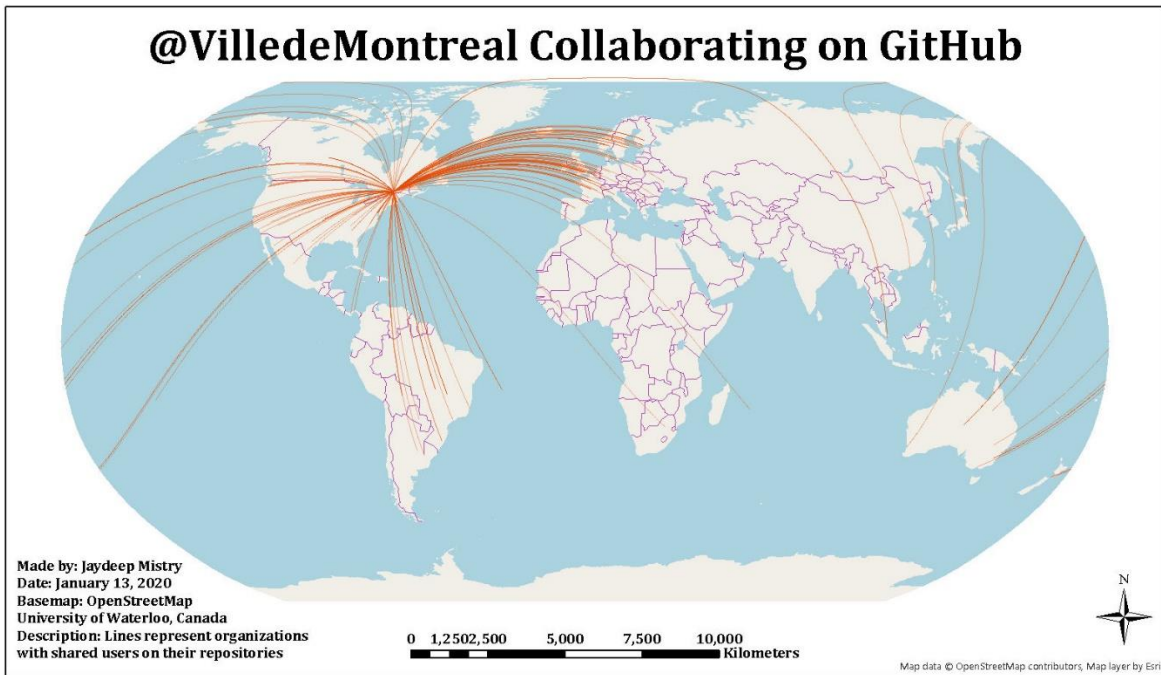 @VilledeMontreal Collaborating on GitHub
Made by: Jaydeep Mistry
Date: January 13, 2020
Basemap: OpenStreetMap
University of Waterloo, Canada
Description: Lines represent organizations
with shared users on their repositories
0 1,2502,500 5,000 7,500 10,000
Kilometers
N
Map data © OpenStreetMap contributors, Map layer by Esri